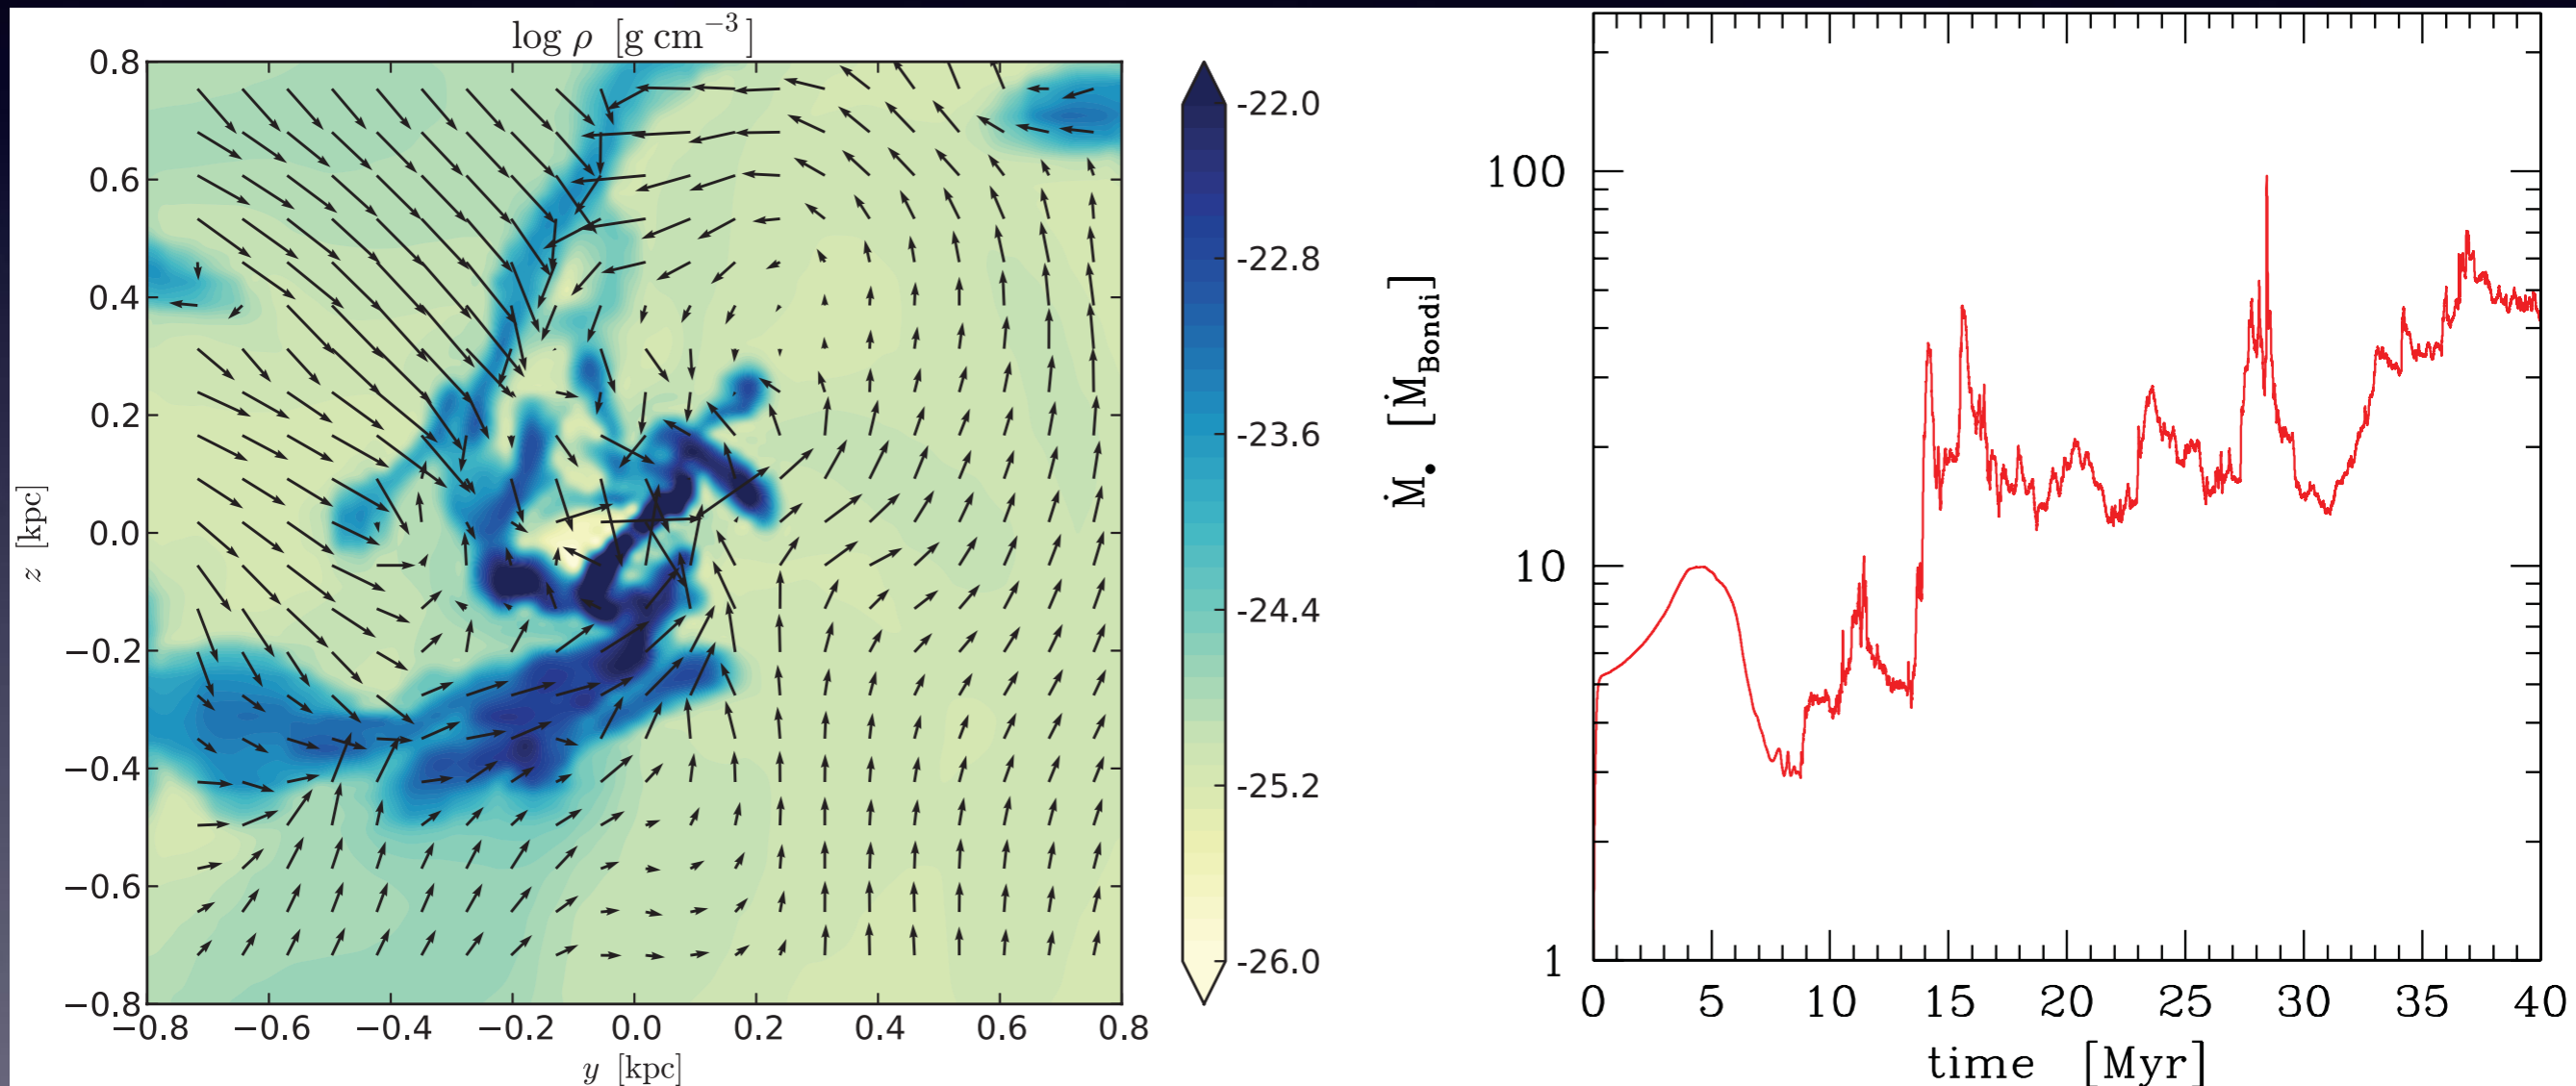 log ρ [g cm⁻³]
0.8
0.6
0.4
0.2
0.0
−0.2
−0.4
−0.6
−0.8
z [kpc]
−0.8 −0.6 −0.4 −0.2 0.0 0.2 0.4 0.6 0.8
y [kpc]
-22.0
-22.8
-23.6
-24.4
-25.2
-26.0
Ṁ• [ṀBondi]
100
10
1
0 5 10 15 20 25 30 35 40
time [Myr]